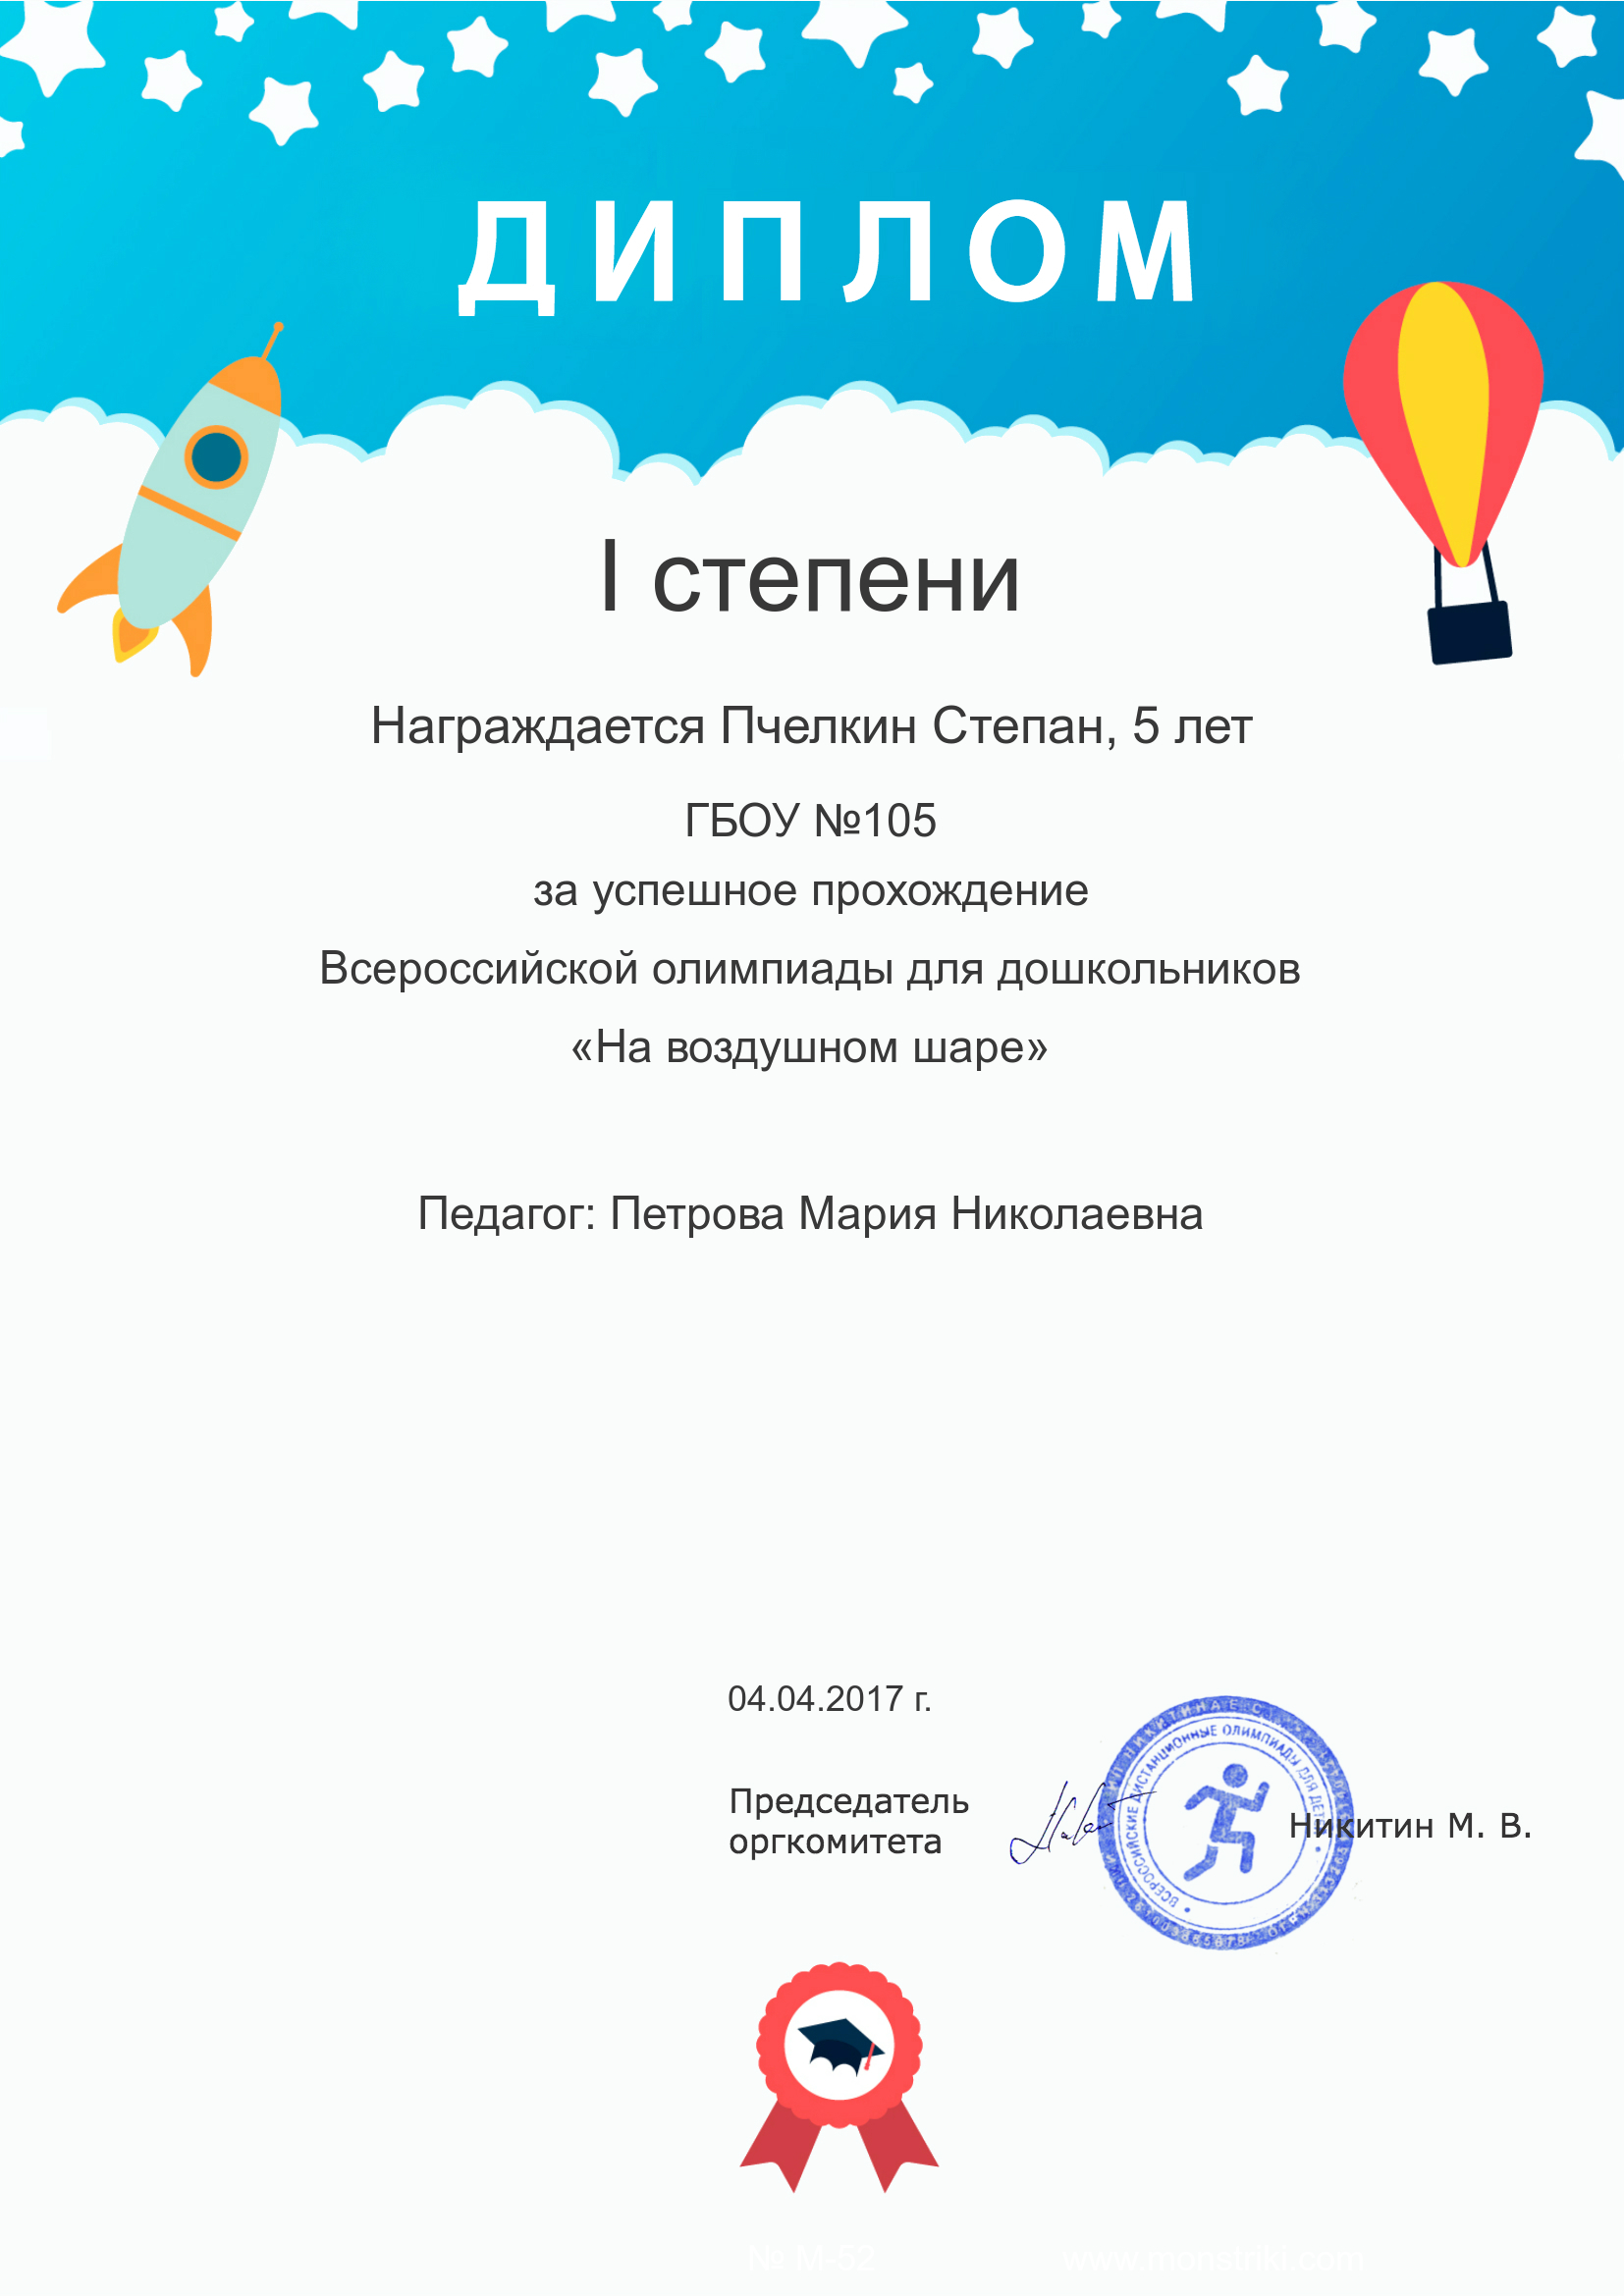 ДИПЛОМ
I степени
Награждается Пчелкин Степан, 5 лет
ГБОУ №105
за успешное прохождение
Всероссийской олимпиады для дошкольников
«На воздушном шаре»
Педагог: Петрова Мария Николаевна
04.04.2017 г.
Председатель
оргкомитета
Никитин М. В.
ВСЕРОССИЙСКИЕ ДИСТАНЦИОННЫЕ ОЛИМПИАДЫ ДЛЯ ДЕТЕЙ
№ М-52
www.monstriki.com